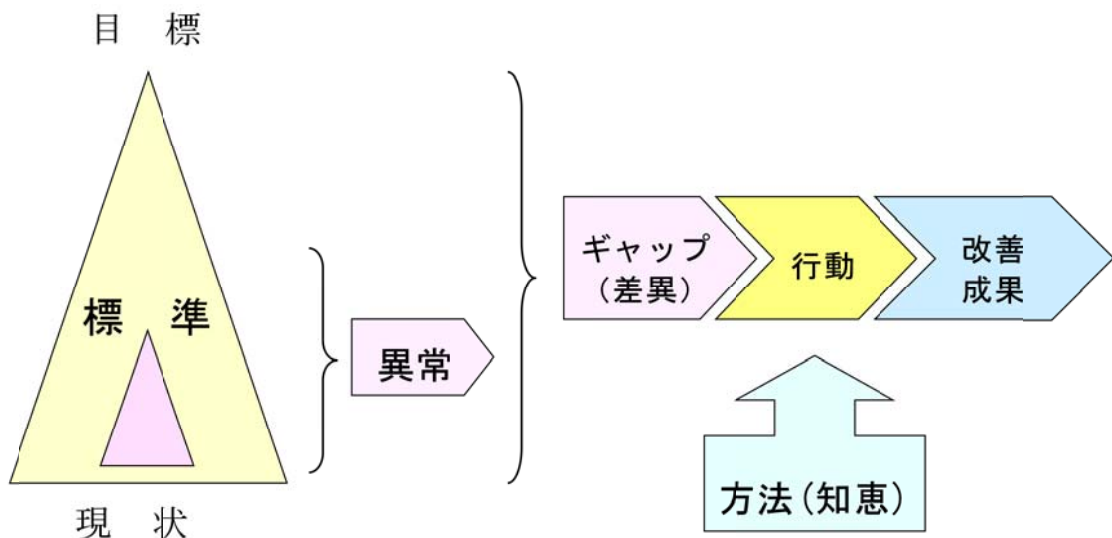 目 標
標 準
現 状
異常
ギャップ
(差異)
行動
改善
成果
方法(知恵)